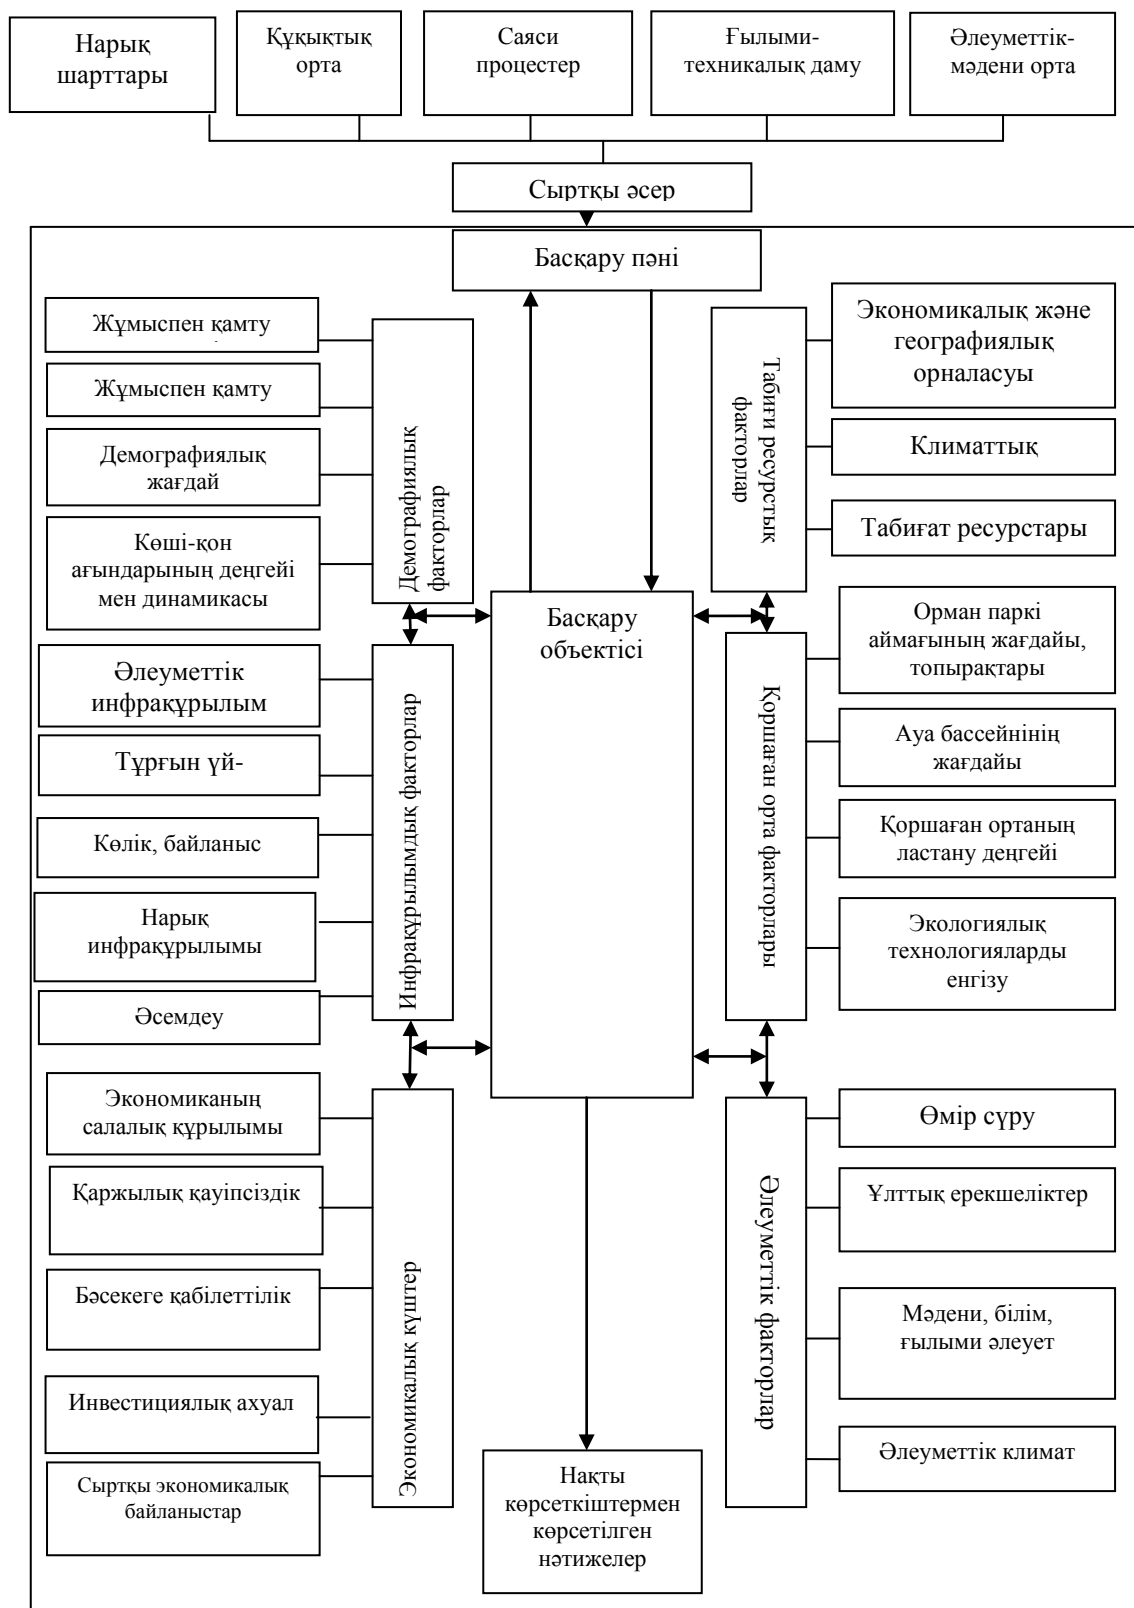 Нарық
шарттары
Құқықтық
орта
Саяси
процестер
Ғылыми-
техникалық даму
Әлеуметтік-
мәдени орта
Сыртқы әсер
Басқару пәні
Жұмыспен қамту
Жұмыспен қамту
Демографиялық
жағдай
Көші-қон
ағындарының деңгейі
мен динамикасы
Демографиялық
факторлар
Табиғи ресурстық
факторлар
Экономикалық және
географиялық
орналасуы
Климаттық
Табиғат ресурстары
Басқару
объектісі
Әлеуметтік
инфрақұрылым
Тұрғын үй-
Көлік, байланыс
Нарық
инфрақұрылымы
Әсемдеу
Инфрақұрылымдық факторлар
Қоршаған орта факторлары
Орман паркі
аймағының жағдайы,
топырақтары
Ауа бассейнінің
жағдайы
Қоршаған ортаның
ластану деңгейі
Экологиялық
технологияларды
енгізу
Экономиканың
салалық құрылымы
Қаржылық қауіпсіздік
Бәсекеге қабілеттілік
Инвестициялық ахуал
Сыртқы экономикалық
байланыстар
Экономикалық күштер
Әлеуметтік факторлар
Өмір сүру
Ұлттық ерекшеліктер
Мәдени, білім,
ғылыми әлеует
Әлеуметтік климат
Нақты
көрсеткіштермен
көрсетілген
нәтижелер